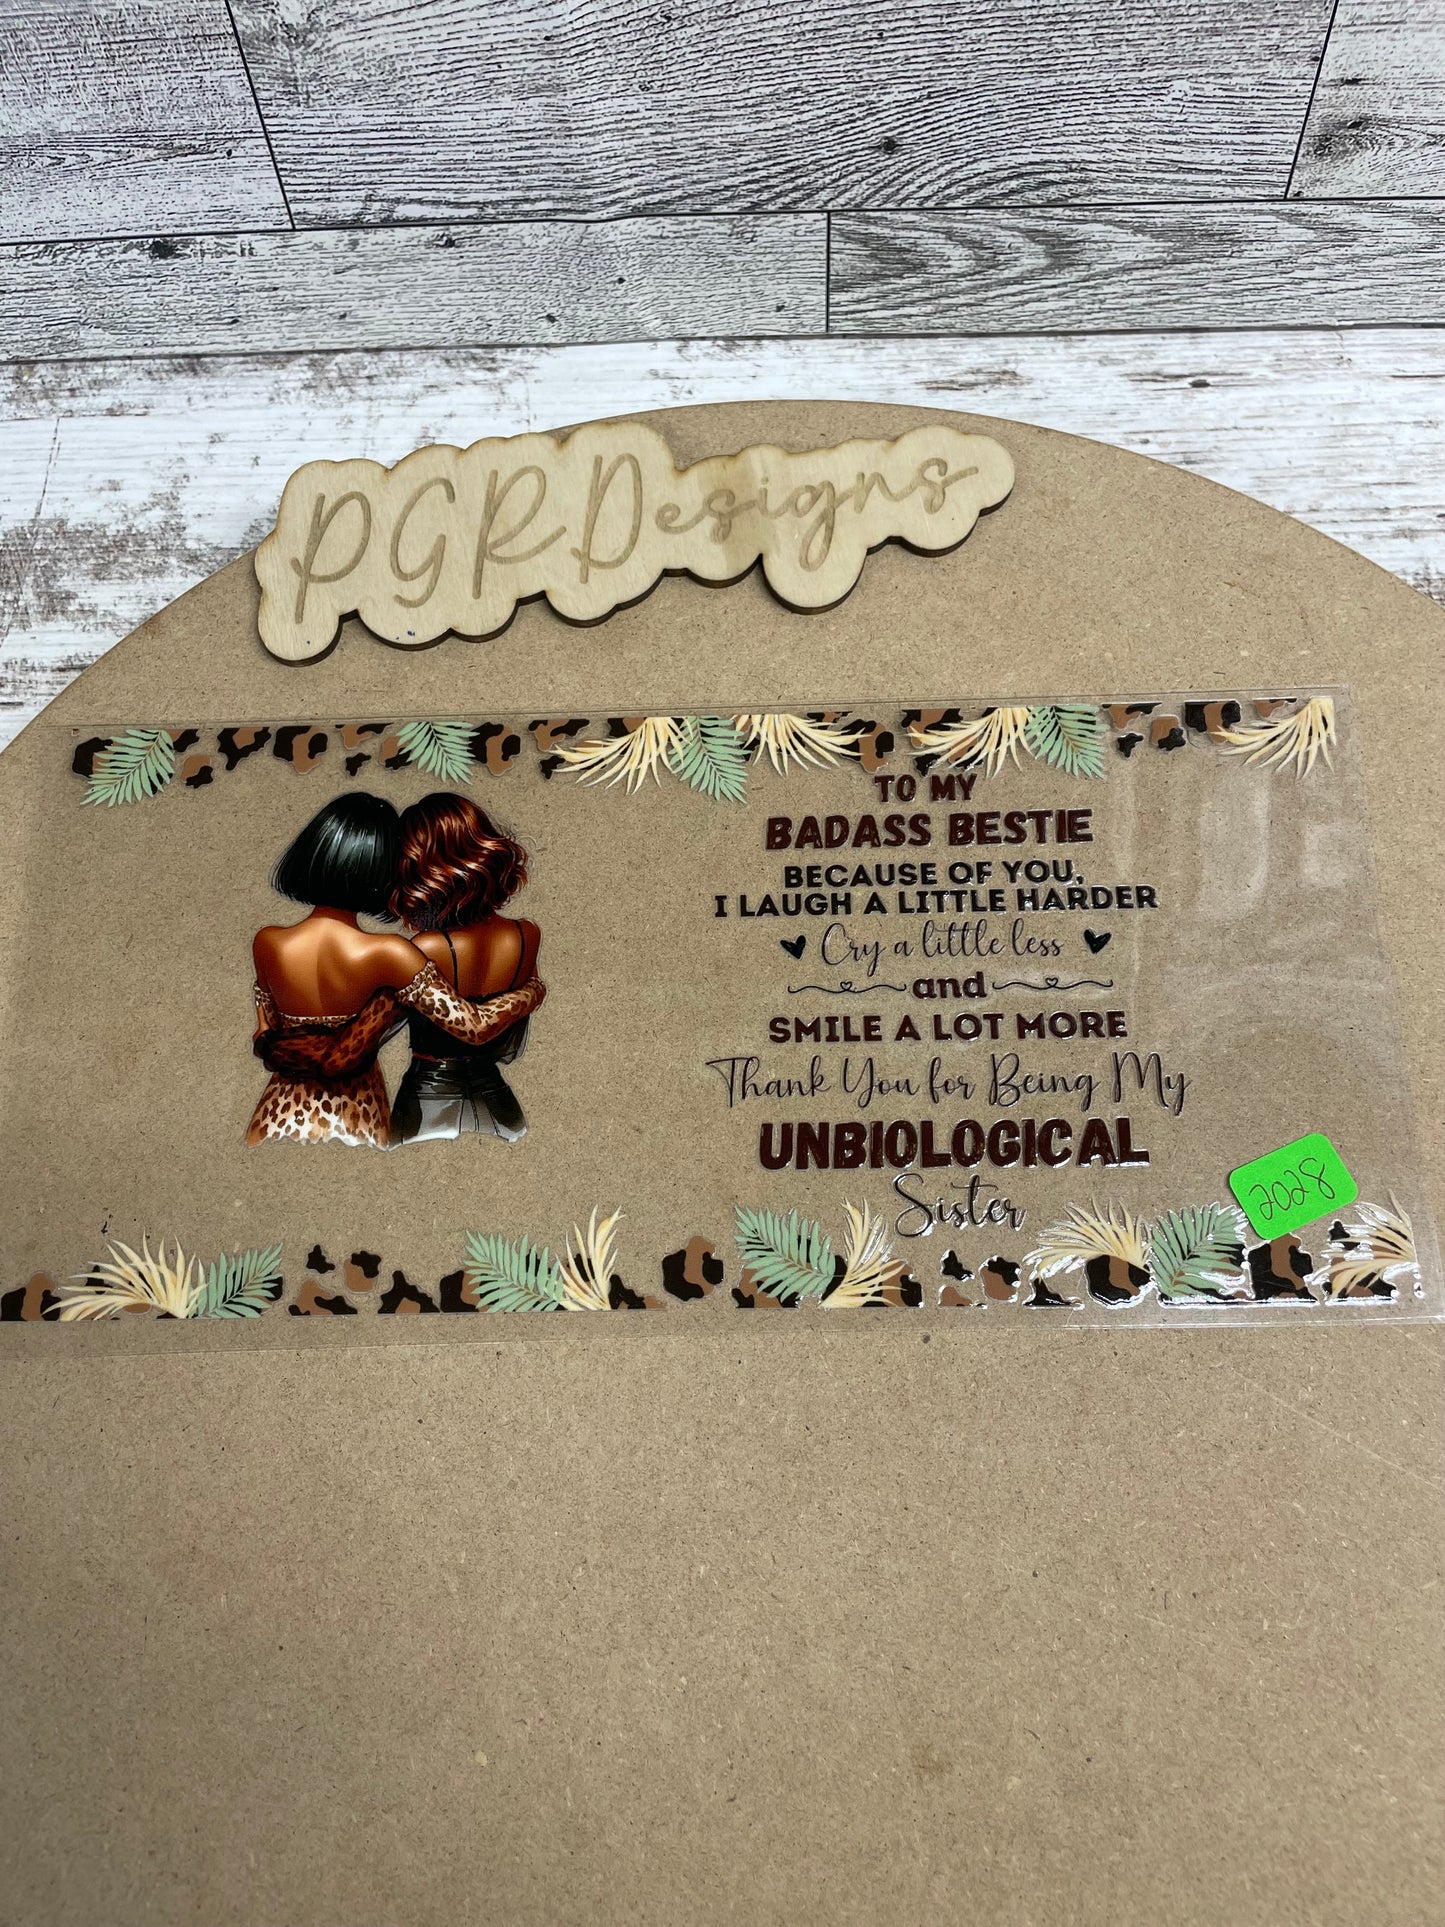 PGRDesigns
TO MY
BADASS BESTIE
BECAUSE OF YOU,
I LAUGH A LITTLE HARDER
Cry a little less
and
SMILE A LOT MORE
Thank You for Being My
UNBIOLOGICAL
Sister
2028